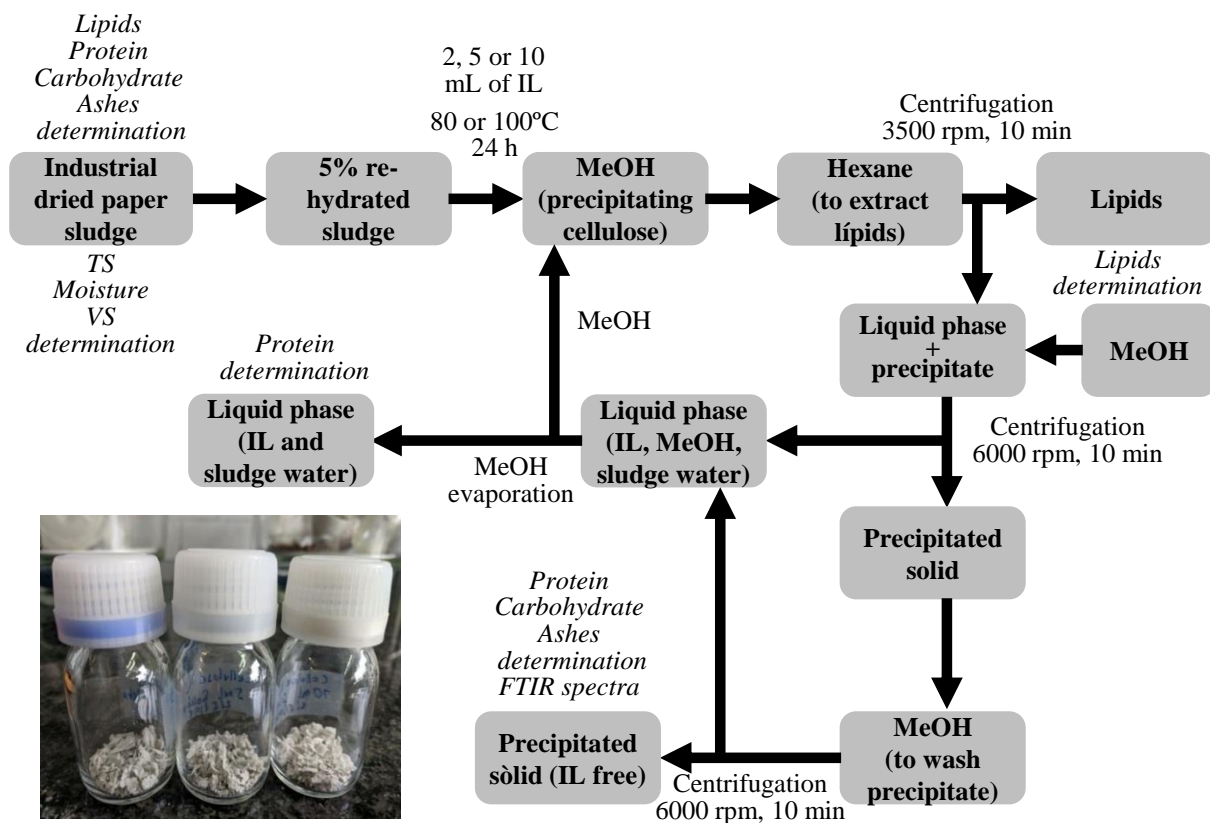 Lipids
Protein
Carbohydrate
Ashes
determination
Industrial
dried paper
sludge
TS
Moisture
VS
determination
5% re-
hydrated
sludge
2, 5 or 10
mL of IL
80 or 100ºC
24 h
MeOH
(precipitating
cellulose)
Hexane
(to extract
lípids)
Centrifugation
3500 rpm, 10 min
Lipids
Lipids
determination
Liquid phase
+
precipitate
MeOH
Centrifugation
6000 rpm, 10 min
MeOH
Protein
determination
Liquid phase
(IL and
sludge water)
MeOH
evaporation
Liquid phase
(IL, MeOH,
sludge water)
Precipitated
solid
Protein
Carbohydrate
Ashes
determination
FTIR spectra
Precipitated
sòlid (IL free)
Centrifugation
6000 rpm, 10 min
MeOH
(to wash
precipitate)